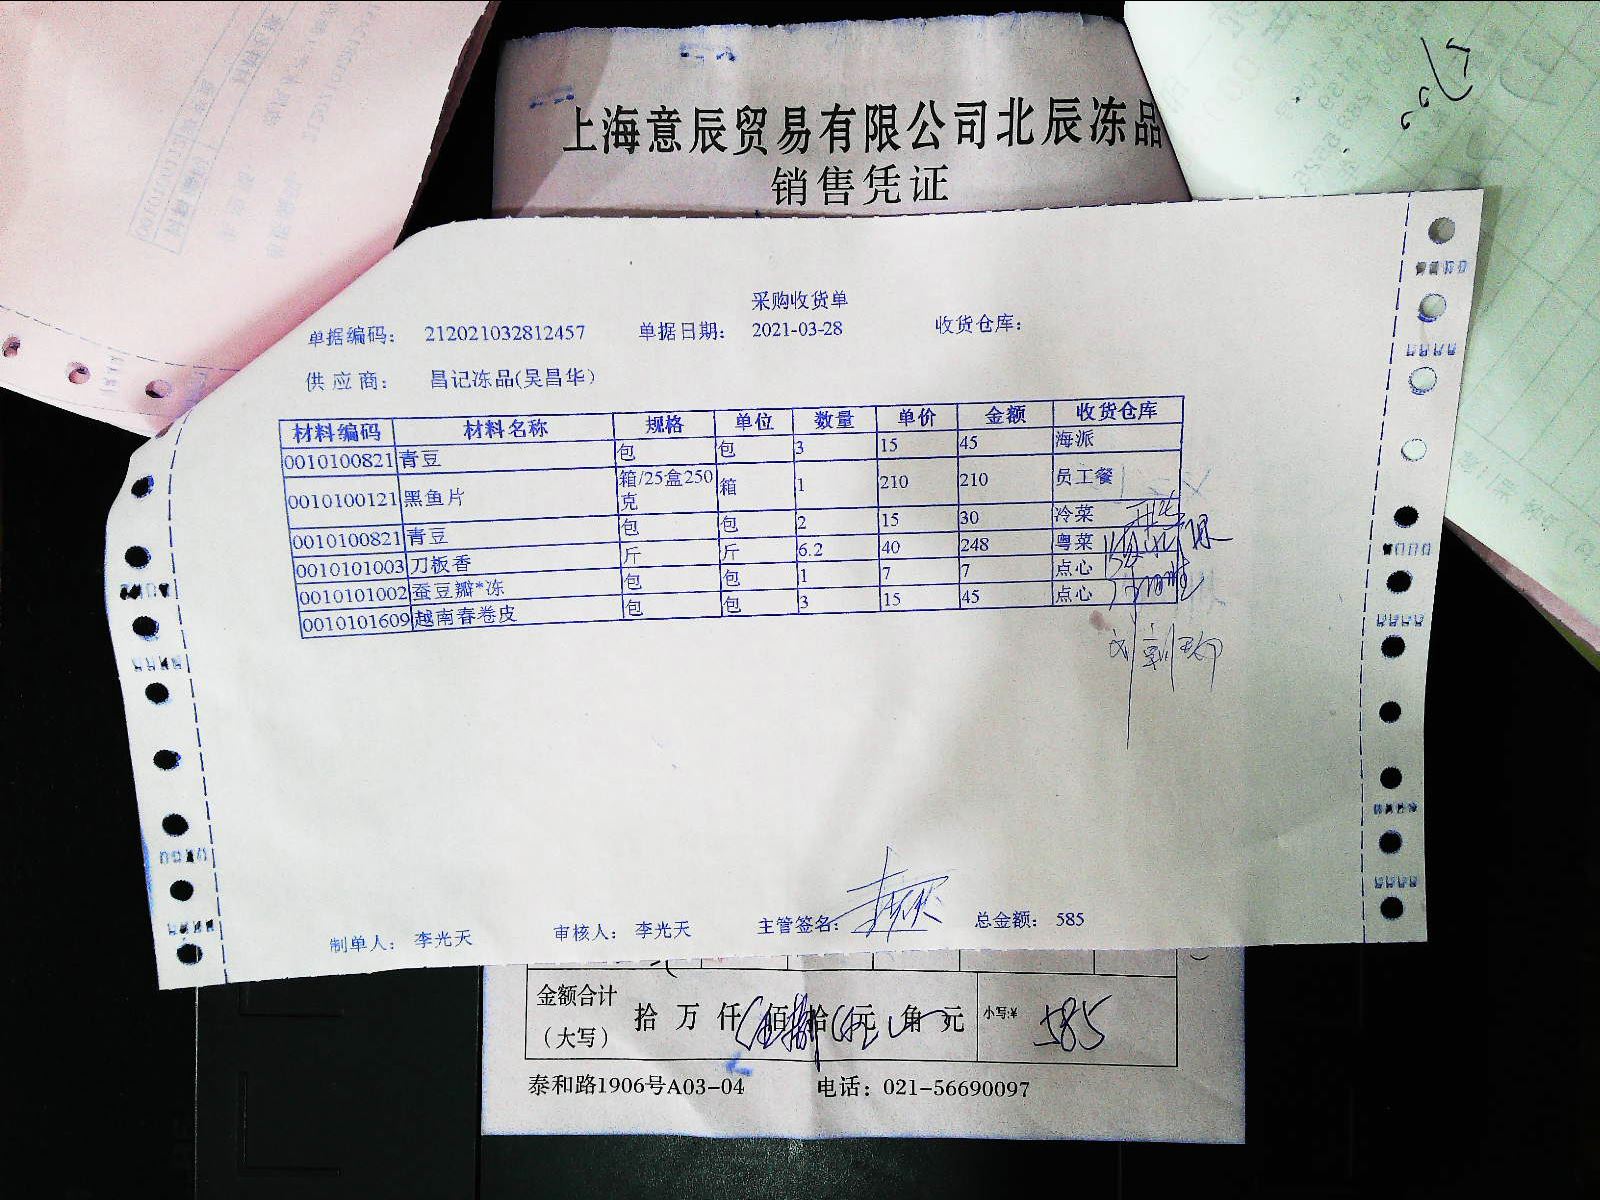 上海意辰贸易有限公司北辰冻品
销售凭证
采购收货单
单据编码： 212021032812457 单据日期： 2021-03-28 收货仓库：
供应商： 昌记冻品(吴昌华）
材料编码 材料名称 规格 单位 数量 单价 金额 收货仓库
0010100821 青豆 包 包 3 15 45 海派
0010100121 黑鱼片 箱/25盒250克 箱 1 210 210 员工餐
0010100821 青豆 包 包 2 15 30 冷菜
0010101003 刀板香 斤 斤 6.2 40 248 粤菜
0010101002 蚕豆瓣*冻 包 包 1 7 7 点心
0010101609 越南春卷皮 包 包 3 15 45 点心
制单人： 李光天 审核人： 李光天 主管签名： 总金额： 585
金额合计（大写） 拾 万 仟 佰 拾 元 角 元 小写:¥ 585
泰和路1906号A03-04 电话：021-56690097